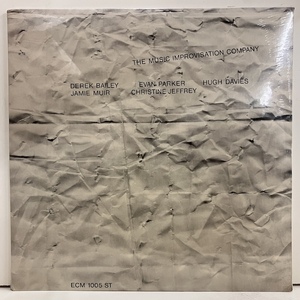 THE MUSIC IMPROVISATION COMPANY
DEREK BAILEY EVAN PARKER HUGH DAVIES
JAMIE MUIR CHRISTINE JEFFREY
ECM 1005 ST